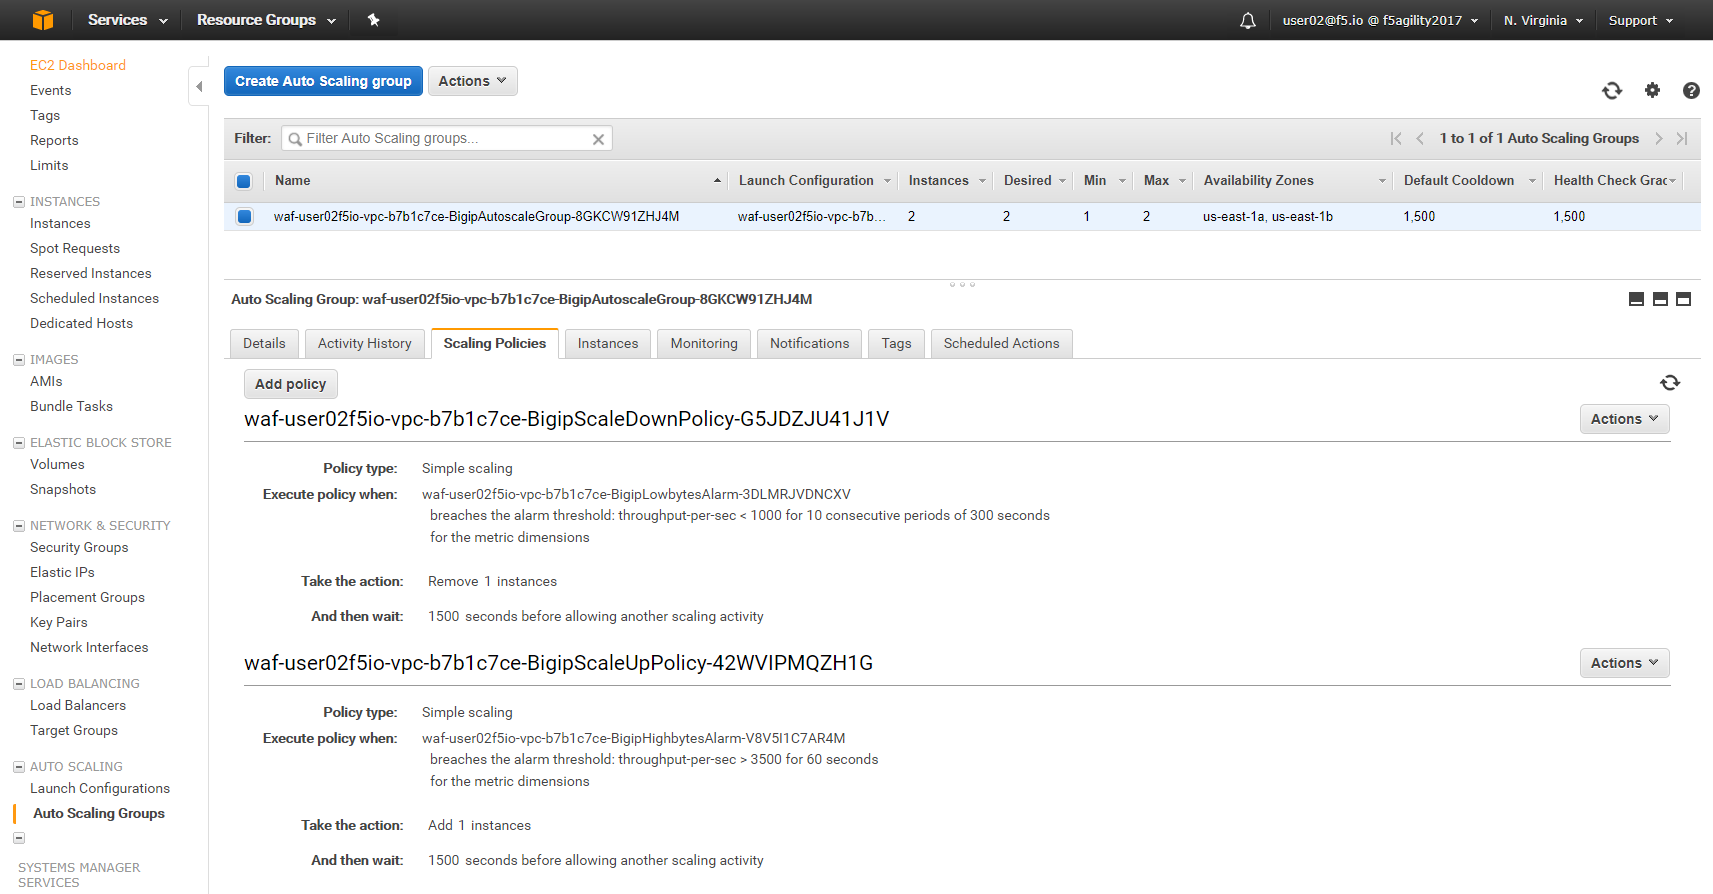 Services Resource Groups user02@f5.io @ f5agility2017 N. Virginia Support
EC2 Dashboard
Events
Tags
Reports
Limits
INSTANCES
Instances
Spot Requests
Reserved Instances
Scheduled Instances
Dedicated Hosts
IMAGES
AMIs
Bundle Tasks
ELASTIC BLOCK STORE
Volumes
Snapshots
NETWORK & SECURITY
Security Groups
Elastic IPs
Placement Groups
Key Pairs
Network Interfaces
LOAD BALANCING
Load Balancers
Target Groups
AUTO SCALING
Launch Configurations
Auto Scaling Groups
SYSTEMS MANAGER
SERVICES
Create Auto Scaling group Actions
Filter: Filter Auto Scaling groups... 1 to 1 of 1 Auto Scaling Groups
Name Launch Configuration Instances Desired Min Max Availability Zones Default Cooldown Health Check Grac
waf-user02f5io-vpc-b7b1c7ce-BigipAutoscaleGroup-8GKCW91ZHJ4M waf-user02f5io-vpc-b7b... 2 2 1 2 us-east-1a, us-east-1b 1,500 1,500
Auto Scaling Group: waf-user02f5io-vpc-b7b1c7ce-BigipAutoscaleGroup-8GKCW91ZHJ4M
Details Activity History Scaling Policies Instances Monitoring Notifications Tags Scheduled Actions
Add policy
waf-user02f5io-vpc-b7b1c7ce-BigipScaleDownPolicy-G5JDZJU41J1V Actions
Policy type: Simple scaling
Execute policy when: waf-user02f5io-vpc-b7b1c7ce-BigipLowbytesAlarm-3DLMRJVDNCXV
breaches the alarm threshold: throughput-per-sec < 1000 for 10 consecutive periods of 300 seconds
for the metric dimensions
Take the action: Remove 1 instances
And then wait: 1500 seconds before allowing another scaling activity
waf-user02f5io-vpc-b7b1c7ce-BigipScaleUpPolicy-42WVIPMQZH1G Actions
Policy type: Simple scaling
Execute policy when: waf-user02f5io-vpc-b7b1c7ce-BigipHighbytesAlarm-V8V5I1C7AR4M
breaches the alarm threshold: throughput-per-sec > 3500 for 60 seconds
for the metric dimensions
Take the action: Add 1 instances
And then wait: 1500 seconds before allowing another scaling activity